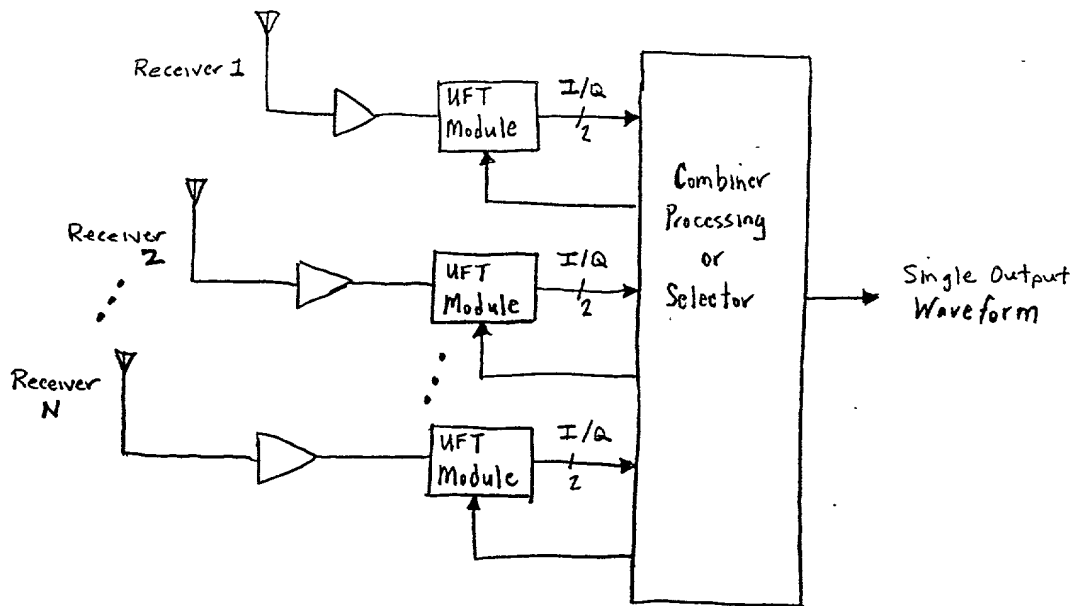 Receiver 1
UFT
Module
I/Q
2
Receiver
2
UFT
Module
I/Q
2
Receiver
N
UFT
Module
I/Q
2
Combiner
Processing
or
Selector
Single Output
Waveform